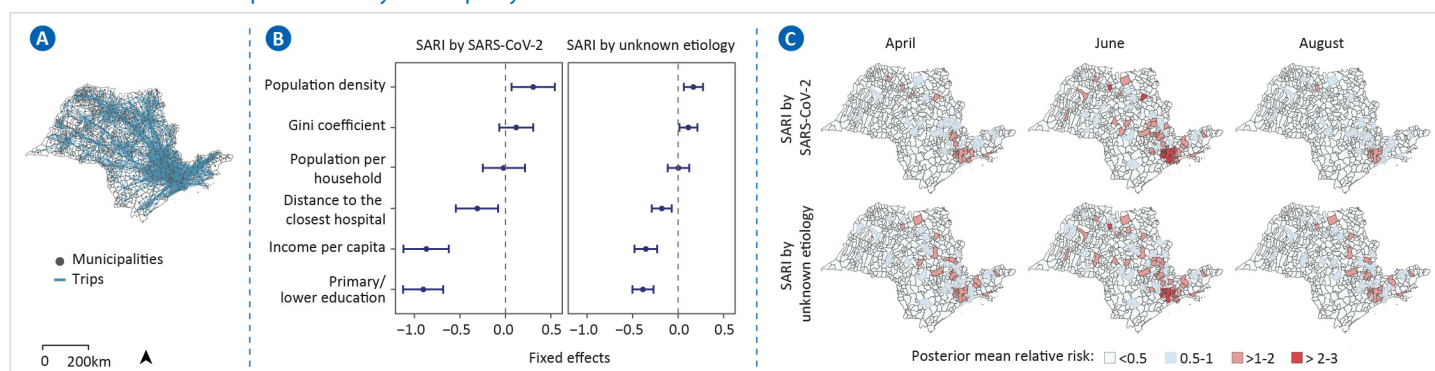 A
Municipalities
Trips
0 200km
B
SARI by SARS-CoV-2 SARI by unknown etiology
Population density
Gini coefficient
Population per
household
Distance to the
closest hospital
Income per capita
Primary/
lower education
−1.0 −0.5 0.0 0.5 −1.0 −0.5 0.0 0.5
Fixed effects
C
April June August
SARI by
SARS-CoV-2
SARI by
unknown etiology
Posterior mean relative risk: <0.5 0.5-1 >1-2 > 2-3